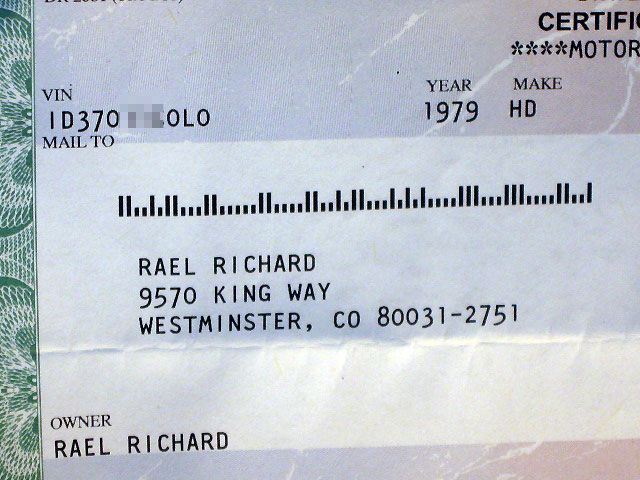 CERTIFIC
****MOTOR
VIN YEAR MAKE
1D370 OLO 1979 HD
MAIL TO
RAEL RICHARD
9570 KING WAY
WESTMINSTER, CO 80031-2751
OWNER
RAEL RICHARD